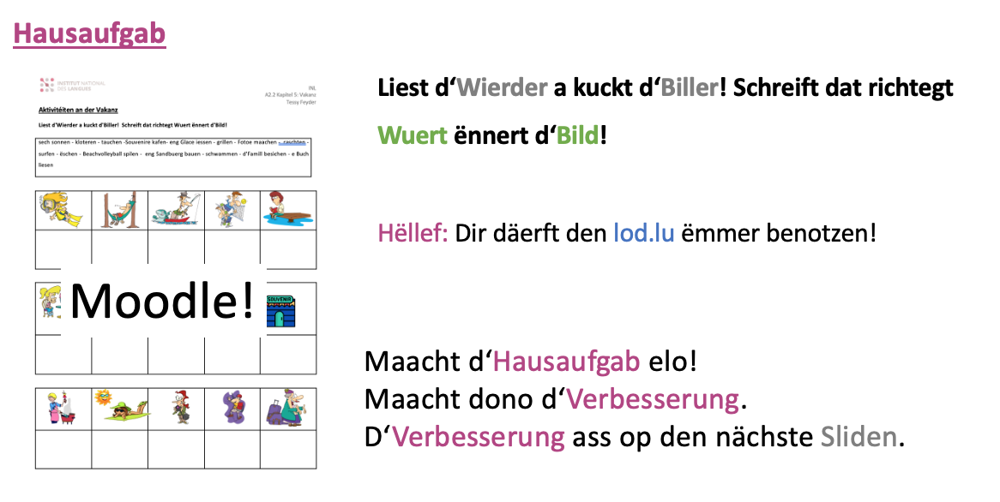 Hausaufgab
INSTITUT NATIONAL
DES LANGUES
INL
A2.2 Kapitel 5: Vakanz
Tessy Feyder
Aktivitéiten an der Vakanz
Liest d'Wierder a kuckt d'Biller! Schreift dat richtegt Wuert ënnert d'Bild!
sech sonnen - kloteren - tauchen -Souvenire kafen- eng Glace iessen - grillen - Fotoe maachen - raschten -
surfen - ëschen - Beachvolleyball spilen - eng Sandbuerg bauen - schwammen - d'Famill besichen - e Buch
liesen
SOUVENIR
Moodle!
Liest d‘Wierder a kuckt d‘Biller! Schreift dat richtegt
Wuert ënnert d‘Bild!
Hëllef: Dir däerft den lod.lu ëmmer benotzen!
Maacht d‘Hausaufgab elo!
Maacht dono d‘Verbesserung.
D‘Verbesserung ass op den nächste Sliden.